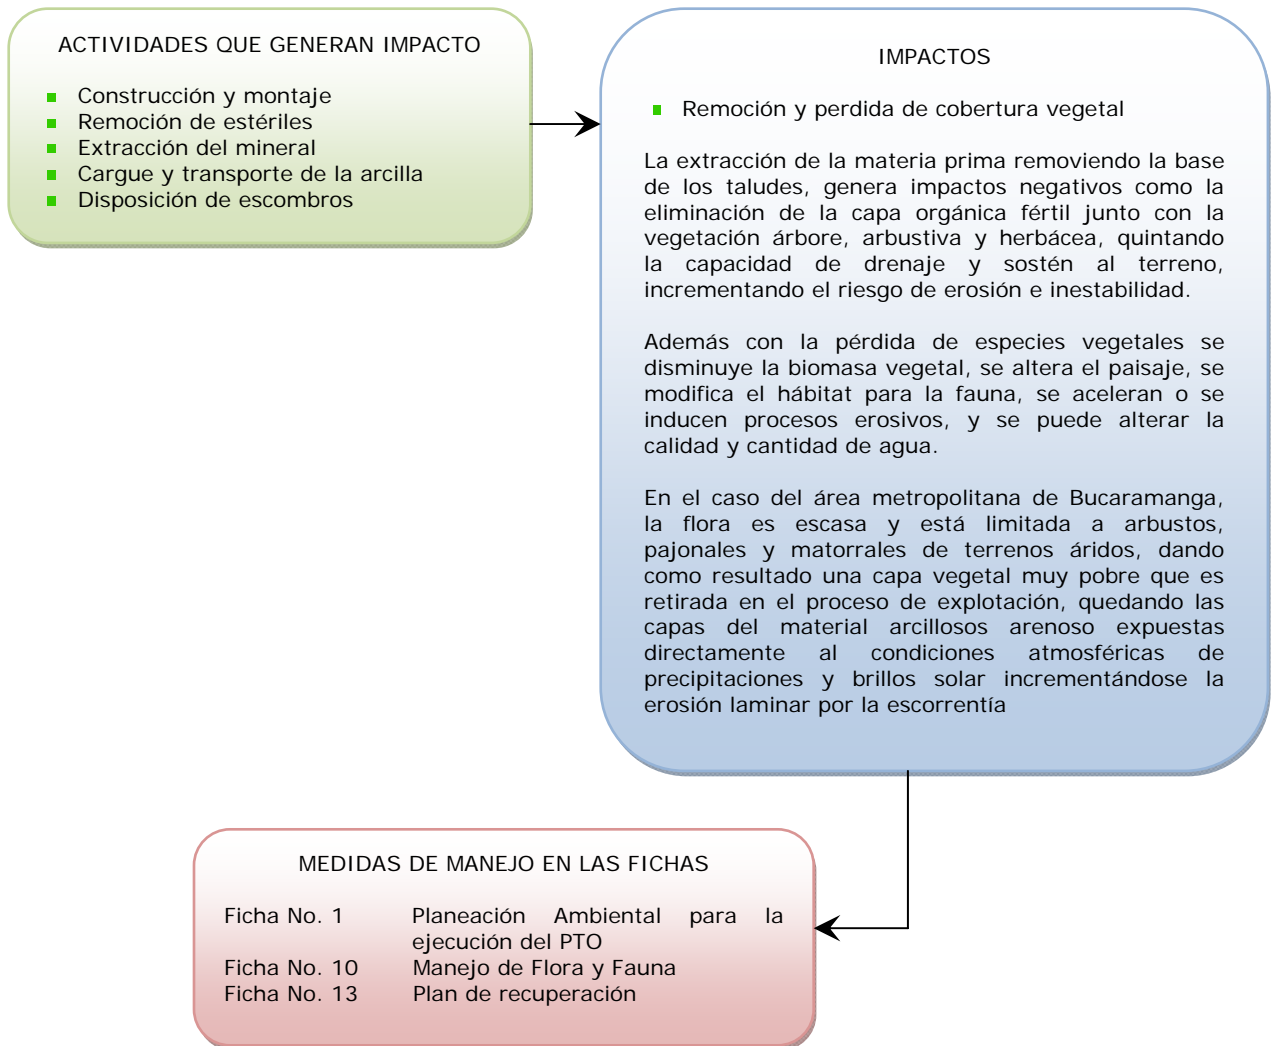 ACTIVIDADES QUE GENERAN IMPACTO
Construcción y montaje
Remoción de estériles
Extracción del mineral
Cargue y transporte de la arcilla
Disposición de escombros
IMPACTOS
Remoción y perdida de cobertura vegetal
La extracción de la materia prima removiendo la base
de los taludes, genera impactos negativos como la
eliminación de la capa orgánica fértil junto con la
vegetación árbore, arbustiva y herbácea, quintando
la capacidad de drenaje y sostén al terreno,
incrementando el riesgo de erosión e inestabilidad.
Además con la pérdida de especies vegetales se
disminuye la biomasa vegetal, se altera el paisaje, se
modifica el hábitat para la fauna, se aceleran o se
inducen procesos erosivos, y se puede alterar la
calidad y cantidad de agua.
En el caso del área metropolitana de Bucaramanga,
la flora es escasa y está limitada a arbustos,
pajonales y matorrales de terrenos áridos, dando
como resultado una capa vegetal muy pobre que es
retirada en el proceso de explotación, quedando las
capas del material arcillosos arenoso expuestas
directamente al condiciones atmosféricas de
precipitaciones y brillos solar incrementándose la
erosión laminar por la escorrentía
MEDIDAS DE MANEJO EN LAS FICHAS
Ficha No. 1 Planeación Ambiental para la
ejecución del PTO
Ficha No. 10 Manejo de Flora y Fauna
Ficha No. 13 Plan de recuperación